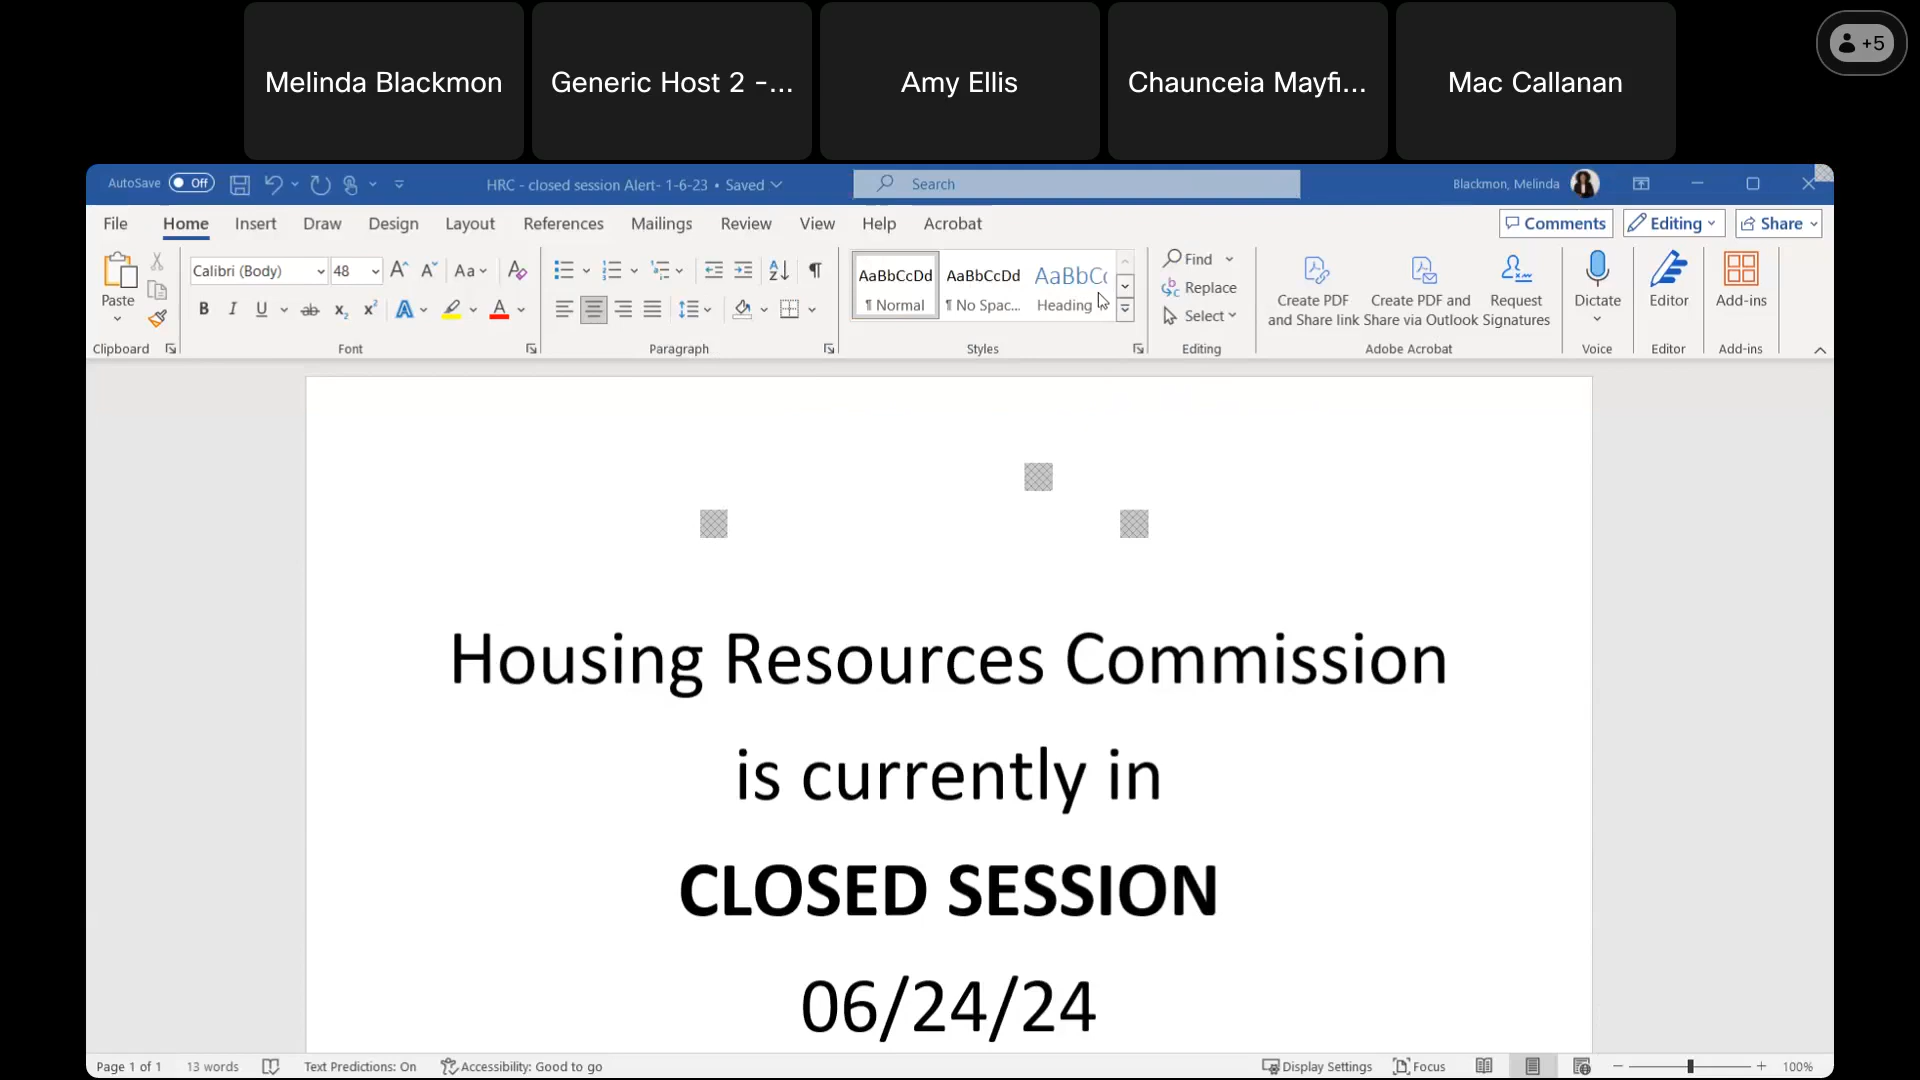 Melinda Blackmon
Generic Host 2 -...
Amy Ellis
Chaunceia Mayfi...
Mac Callanan
+5
AutoSave Off
HRC - closed session Alert- 1-6-23 • Saved
Search
Blackmon, Melinda
File Home Insert Draw Design Layout References Mailings Review View Help Acrobat
Comments Editing Share
Paste
Clipboard
Calibri (Body) 48
Font
Paragraph
AaBbCcDd AaBbCcDd AaBbCc
¶ Normal ¶ No Spac... Heading
Styles
Find
Replace
Select
Editing
Create PDF
and Share link
Create PDF and
Share via Outlook
Request
Signatures
Adobe Acrobat
Dictate
Voice
Editor
Editor
Add-ins
Add-ins
Housing Resources Commission
is currently in
CLOSED SESSION
06/24/24
Page 1 of 1 13 words Text Predictions: On Accessibility: Good to go Display Settings Focus 100%